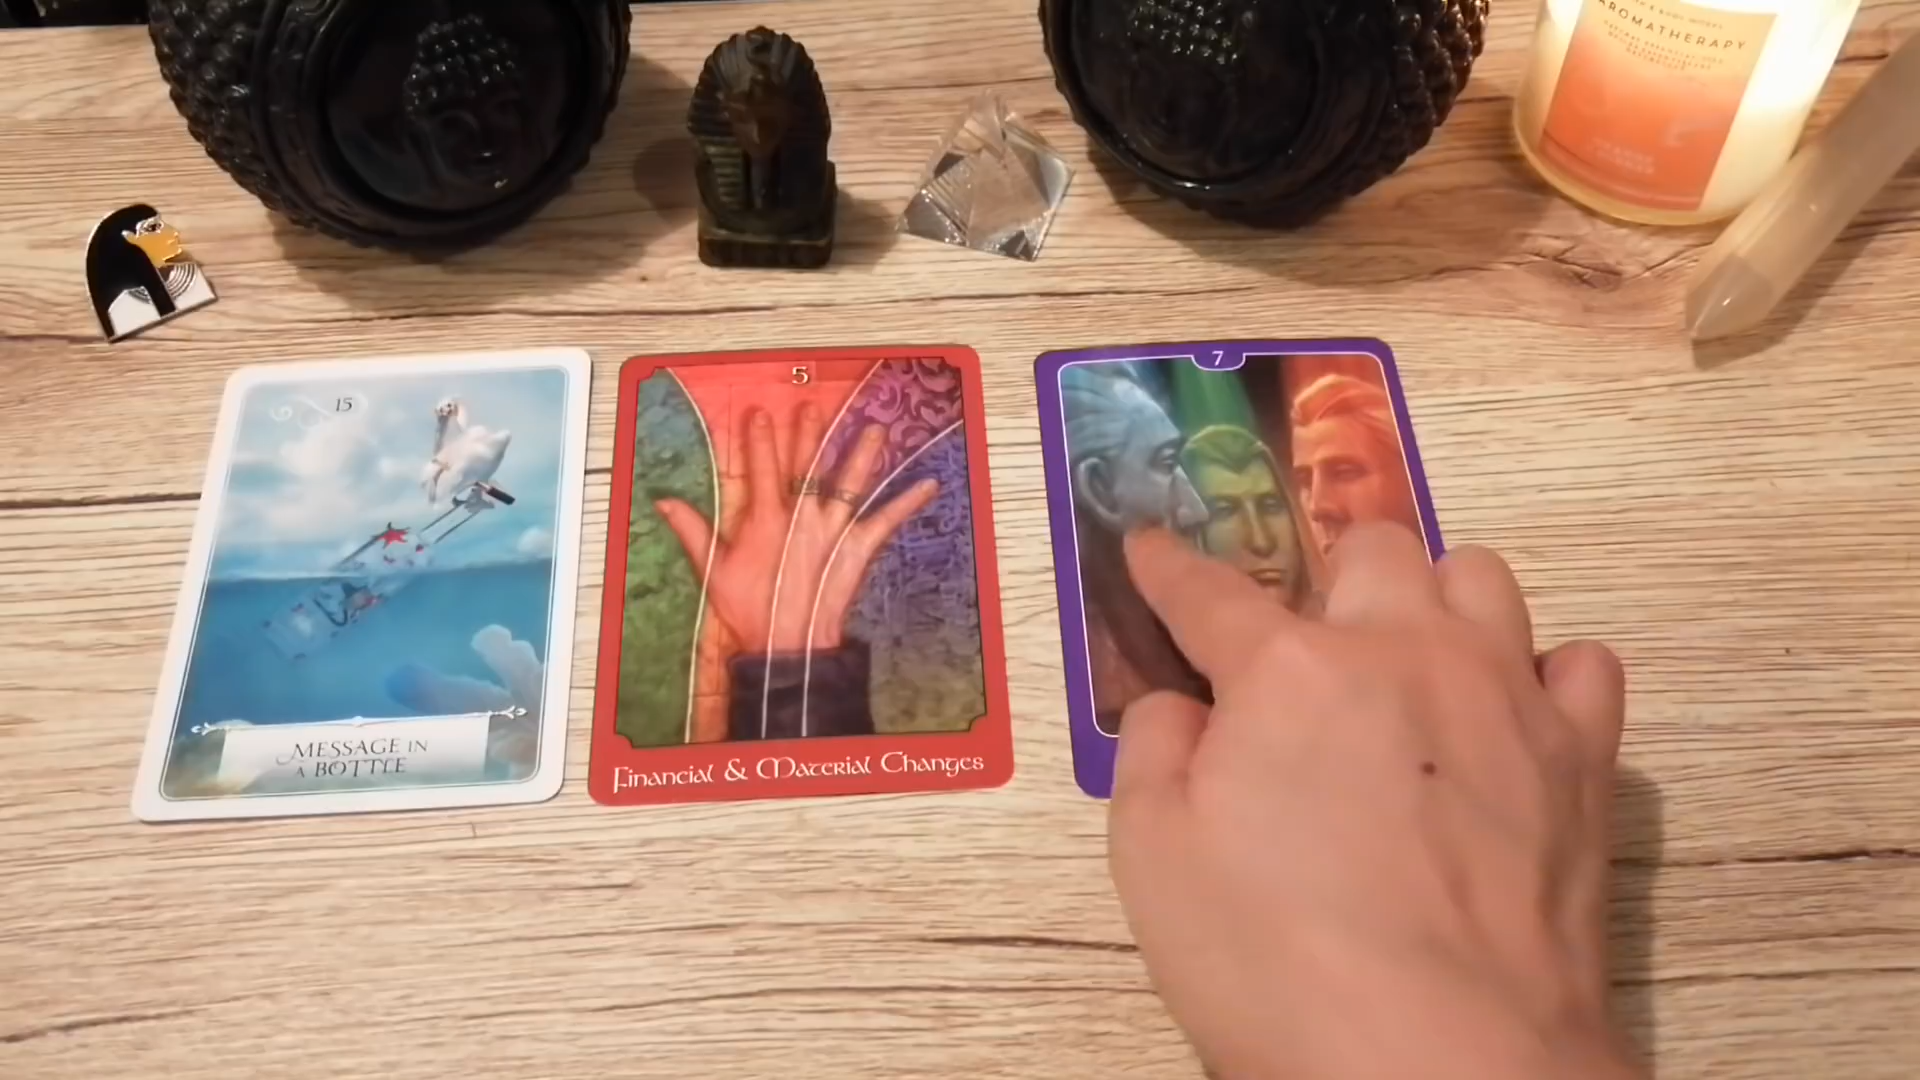 AROMATHERAPY
15
5
7
MESSAGE IN
A BOTTLE
Financial & Material Changes